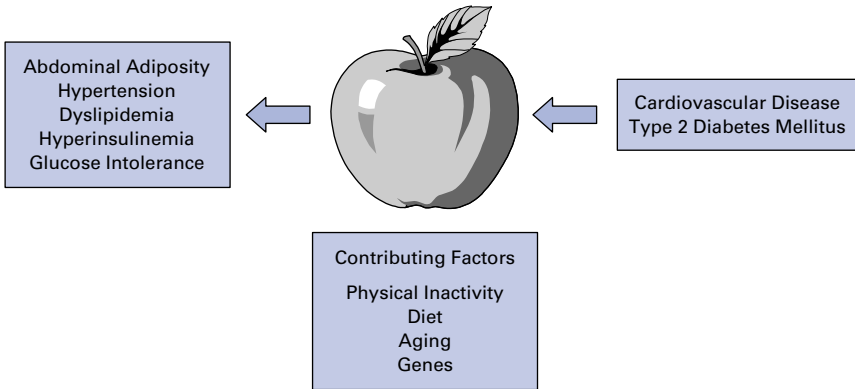 Abdominal Adiposity
Hypertension
Dyslipidemia
Hyperinsulinemia
Glucose Intolerance
Cardiovascular Disease
Type 2 Diabetes Mellitus
Contributing Factors
Physical Inactivity
Diet
Aging
Genes